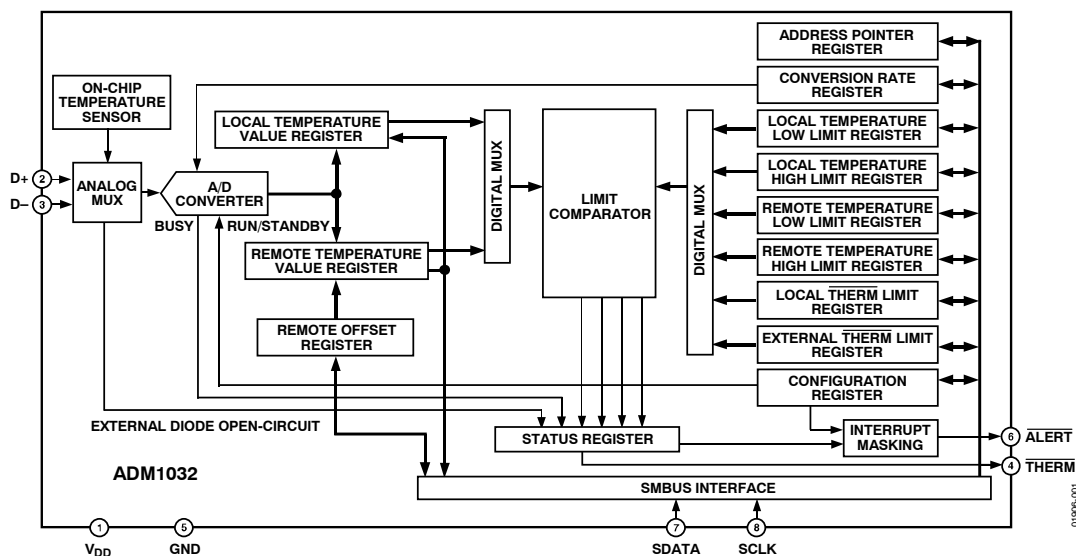 ADDRESS POINTER
REGISTER
CONVERSION RATE
REGISTER
ON-CHIP
TEMPERATURE
SENSOR
LOCAL TEMPERATURE
VALUE REGISTER
LOCAL TEMPERATURE
LOW LIMIT REGISTER
D+
2
D–
3
ANALOG
MUX
A/D
CONVERTER
BUSY
RUN/STANDBY
DIGITAL MUX
LIMIT
COMPARATOR
DIGITAL MUX
LOCAL TEMPERATURE
HIGH LIMIT REGISTER
REMOTE TEMPERATURE
LOW LIMIT REGISTER
REMOTE TEMPERATURE
VALUE REGISTER
REMOTE TEMPERATURE
HIGH LIMIT REGISTER
LOCAL THERM LIMIT
REGISTER
REMOTE OFFSET
REGISTER
EXTERNAL THERM LIMIT
REGISTER
CONFIGURATION
REGISTER
EXTERNAL DIODE OPEN-CIRCUIT
STATUS REGISTER
INTERRUPT
MASKING
6
ALERT
4
THERM
ADM1032
SMBUS INTERFACE
1
VDD
5
GND
7
SDATA
8
SCLK
01906-001